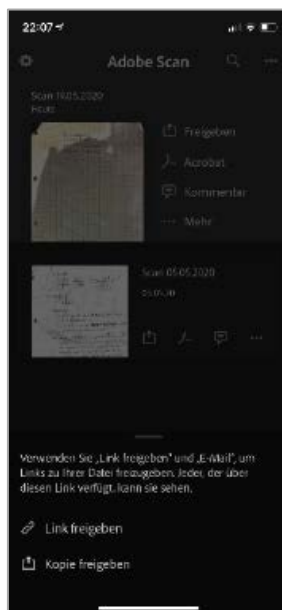 22:07
Adobe Scan
Scan 19.05.2020
Heute
Freigeben
Acrobat
Kommentar
Mehr
Scan 05.05.2020
05.05.20
Verwenden Sie „Link freigeben" und „E-Mail", um
Links zu Ihrer Datei freizugeben. Jeder, der über
diesen Link verfügt, kann sie sehen.
Link freigeben
Kopie freigeben